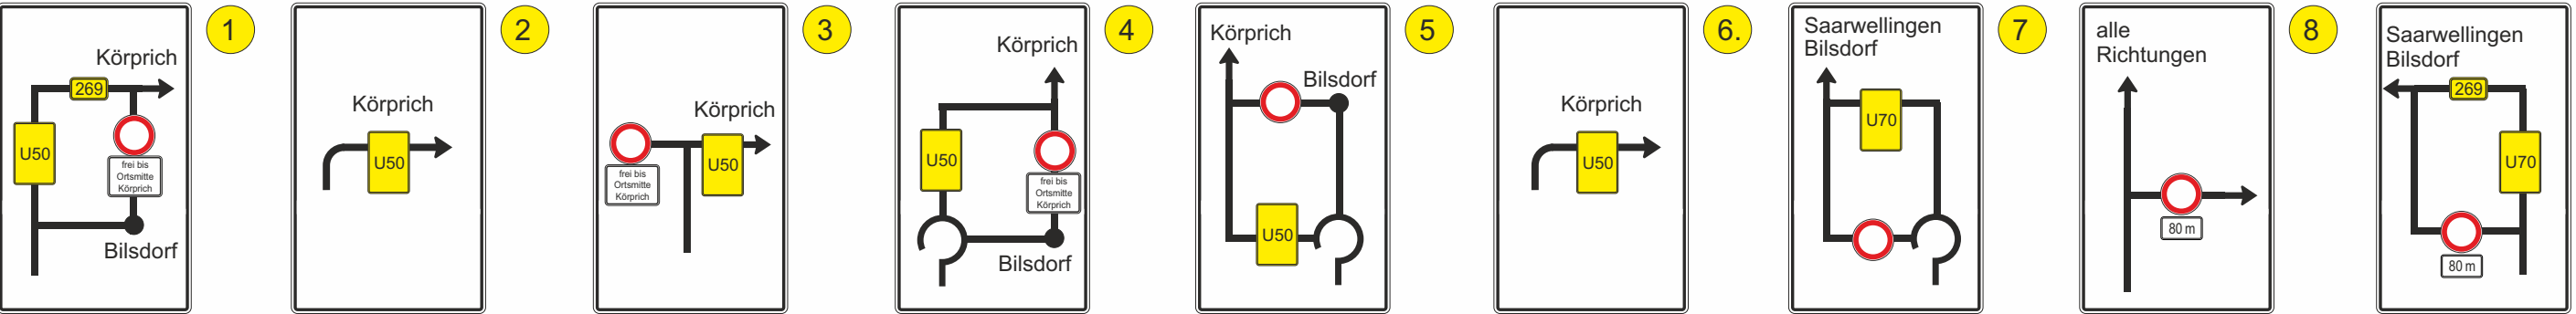 Körprich
269
U50
frei bis
Ortsmitte
Körprich
Bilsdorf
1
Körprich
U50
2
Körprich
U50
frei bis
Ortsmitte
Körprich
3
Körprich
U50
frei bis
Ortsmitte
Körprich
Bilsdorf
4
Körprich
Bilsdorf
U50
5
Körprich
U50
6.
Saarwellingen
Bilsdorf
U70
7
alle
Richtungen
80 m
8
Saarwellingen
Bilsdorf
269
U70
80 m